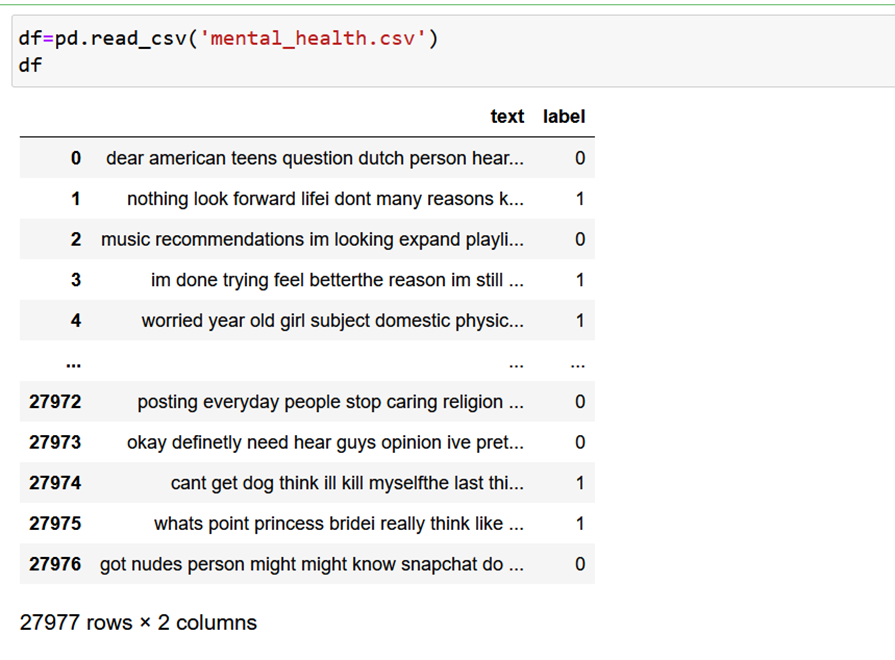 df=pd.read_csv('mental_health.csv')
df
text label
0 dear american teens question dutch person hear... 0
1 nothing look forward lifei dont many reasons k... 1
2 music recommendations im looking expand playli... 0
3 im done trying feel betterthe reason im still ... 1
4 worried year old girl subject domestic physic... 1
... ... ...
27972 posting everyday people stop caring religion ... 0
27973 okay definetly need hear guys opinion ive pret... 0
27974 cant get dog think ill kill myselfthe last thi... 1
27975 whats point princess bridei really think like ... 1
27976 got nudes person might might know snapchat do ... 0
27977 rows × 2 columns